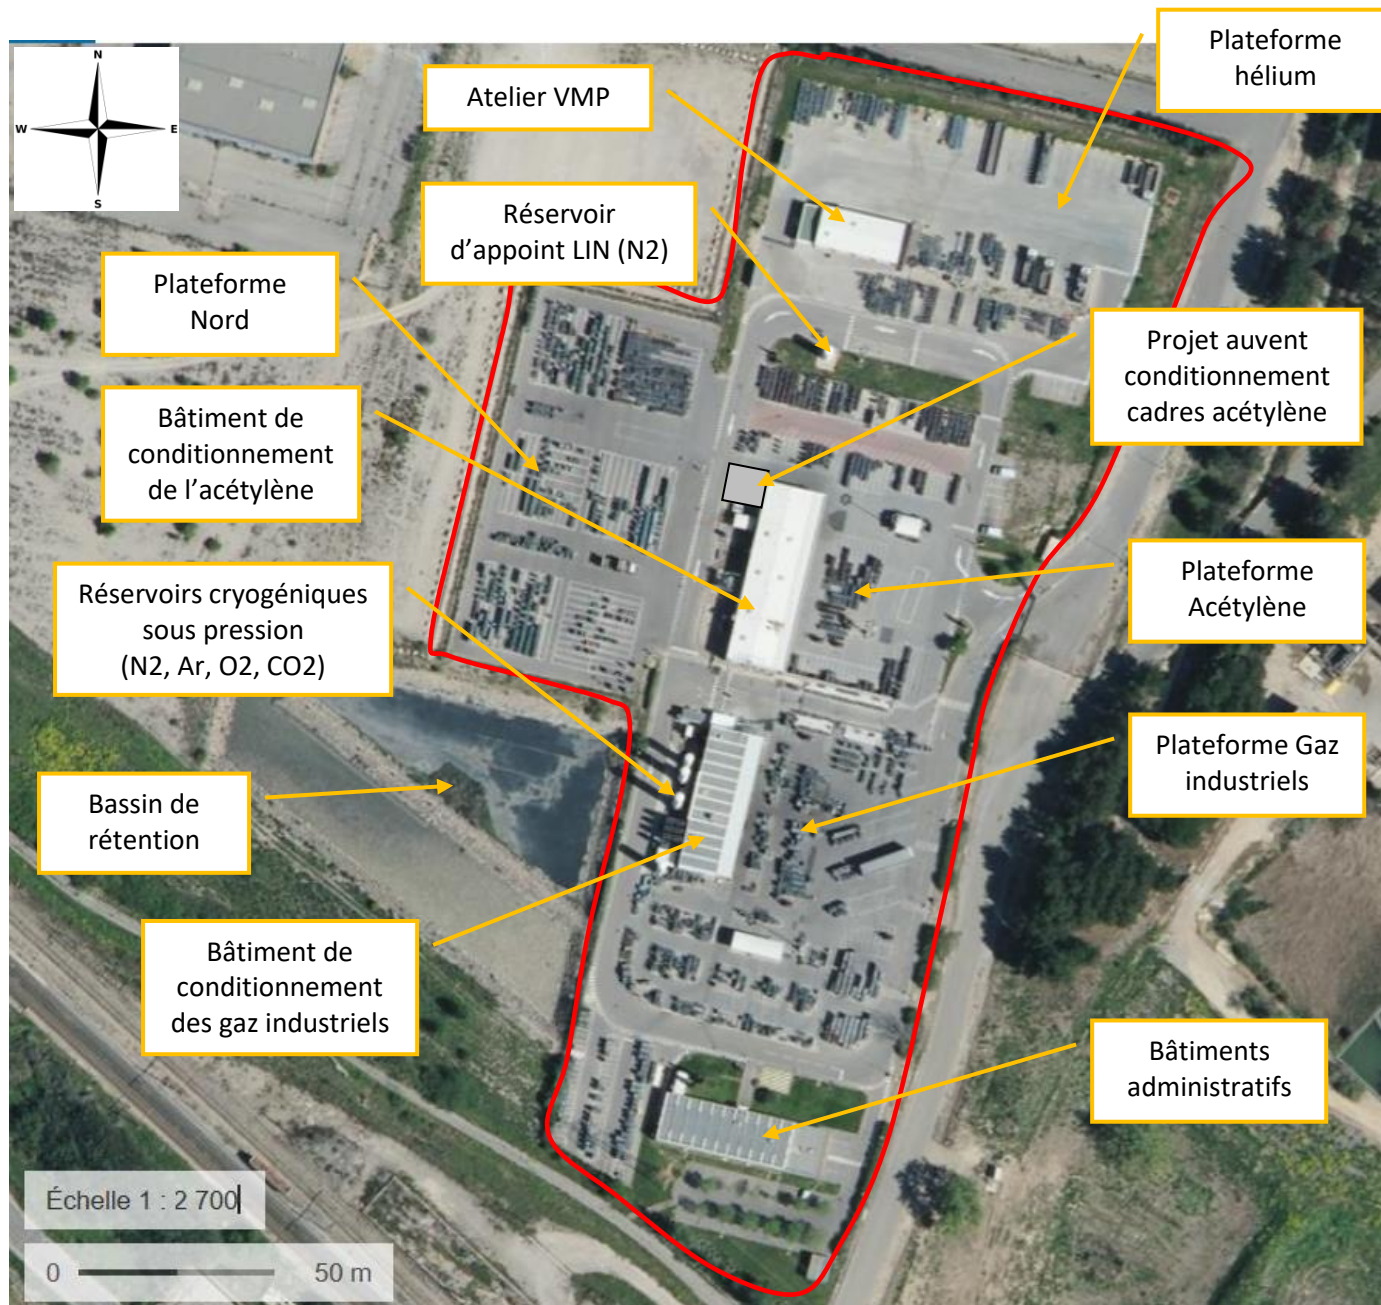 N
W
E
S
Plateforme
hélium
Atelier VMP
Réservoir
d’appoint LIN (N2)
Plateforme
Nord
Projet auvent
conditionnement
cadres acétylène
Bâtiment de
conditionnement
de l’acétylène
Plateforme
Acétylène
Réservoirs cryogéniques
sous pression
(N2, Ar, O2, CO2)
Plateforme Gaz
industriels
Bassin de
rétention
Bâtiment de
conditionnement
des gaz industriels
Bâtiments
administratifs
Échelle 1 : 2 700
0 50 m